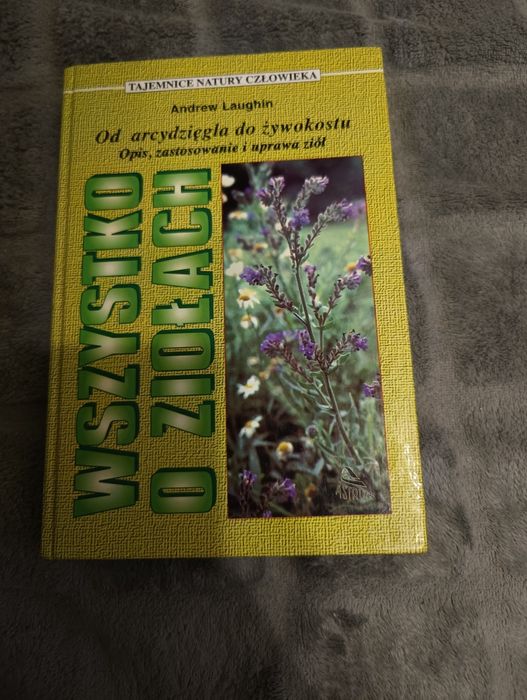 TAJEMNICE NATURY CZŁOWIEKA
Andrew Laughin
Od arcydzięgla do żywokostu
Opis, zastosowanie i uprawa ziół
WSZYSTKO
O ZIOŁACH